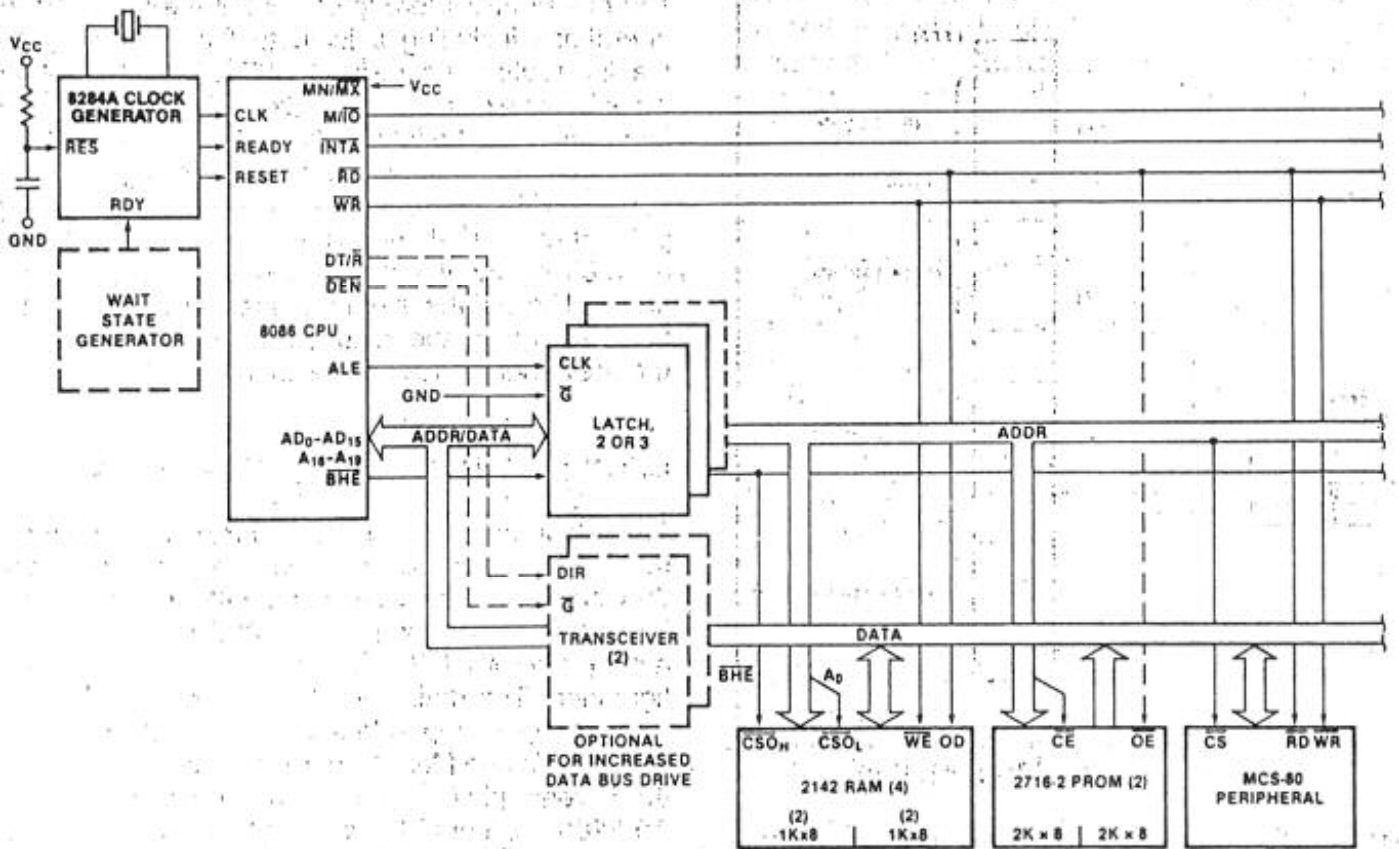 VCC
8284A CLOCK
GENERATOR
RES
RDY
GND
WAIT
STATE
GENERATOR
CLK
READY
RESET
MN/MX
VCC
M/IO
INTA
RD
WR
DT/R
DEN
8086 CPU
ALE
AD0-AD15
A16-A19
BHE
GND
ADDR/DATA
CLK
G
LATCH,
2 OR 3
ADDR
DIR
G
TRANSCEIVER
(2)
DATA
OPTIONAL
FOR INCREASED
DATA BUS DRIVE
BHE
A0
CSOH
CSOL
WE OD
2142 RAM (4)
(2)
1Kx8
(2)
1Kx8
CE
OE
2716-2 PROM (2)
2K x 8
2K x 8
CS
RD WR
MCS-80
PERIPHERAL